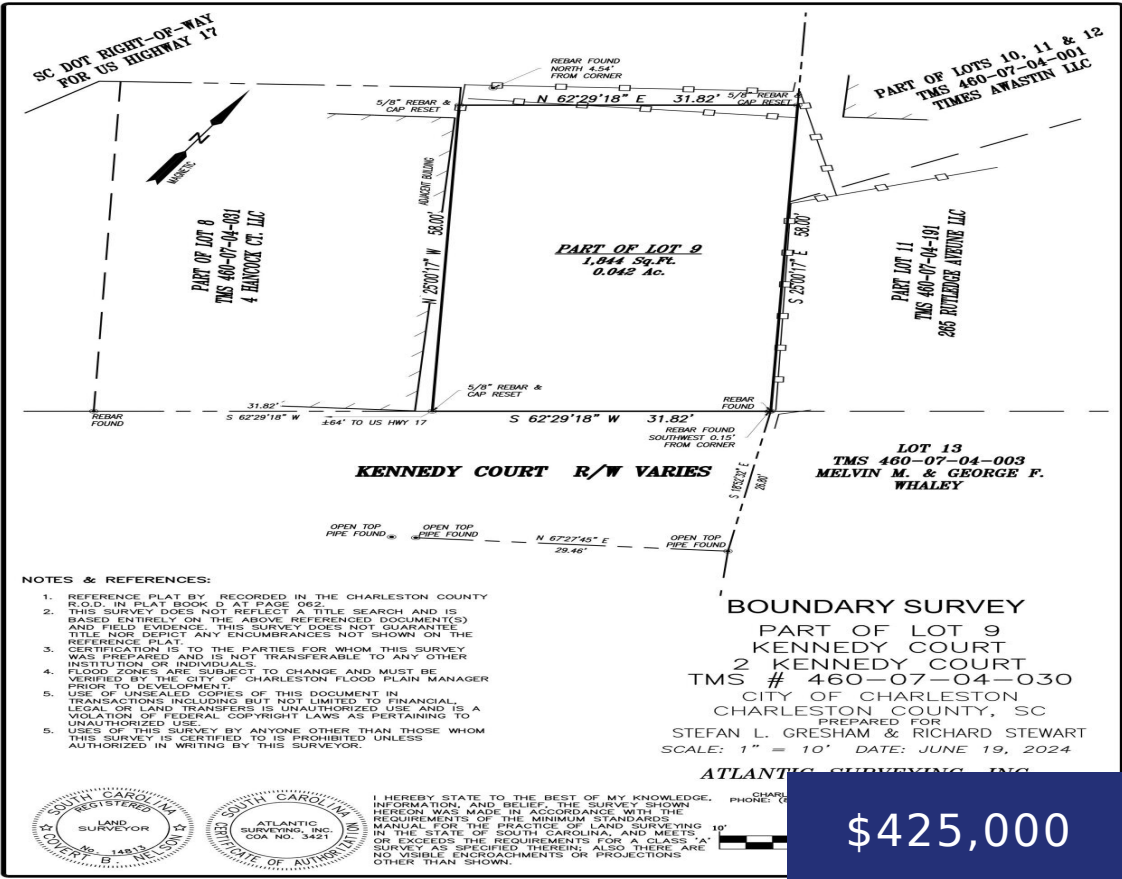 SC DOT RIGHT-OF-WAY
FOR US HIGHWAY 17
REBAR FOUND
NORTH 4.54'
FROM CORNER
PART OF LOTS 10, 11 & 12
TMS 460-07-04-001
TIMES AWASTIN LLC
5/8" REBAR &
CAP RESET
N 62°29'18" E 31.82'
5/8" REBAR &
CAP RESET
N
MAGNETIC
ADJACENT BUILDING
PART OF LOT 8
TMS 460-07-04-031
4 HANCOCK CT. LLC
N 25°00'17" W 58.00'
PART OF LOT 9
1,844 Sq.Ft.
0.042 Ac.
S 25°00'17" E 58.00'
PART LOT 11
TMS 460-07-04-191
265 RUTLEDGE AVEUNE LLC
5/8" REBAR &
CAP RESET
REBAR
FOUND
REBAR
FOUND
31.82'
S 62°29'18" W
±64' TO US HWY 17
S 62°29'18" W 31.82'
REBAR FOUND
SOUTHWEST 0.15'
FROM CORNER
LOT 13
TMS 460-07-04-003
MELVIN M. & GEORGE F.
WHALEY
KENNEDY COURT R/W VARIES
S 18°52'32" E
26.80'
OPEN TOP
PIPE FOUND
OPEN TOP
PIPE FOUND
N 67°27'45" E
29.46'
OPEN TOP
PIPE FOUND
NOTES & REFERENCES:
1. REFERENCE PLAT BY RECORDED IN THE CHARLESTON COUNTY
R.O.D. IN PLAT BOOK D AT PAGE 062.
2. THIS SURVEY DOES NOT REFLECT A TITLE SEARCH AND IS
BASED ENTIRELY ON THE ABOVE REFERENCED DOCUMENT(S)
AND FIELD EVIDENCE. THIS SURVEY DOES NOT GUARANTEE
TITLE NOR DEPICT ANY ENCUMBRANCES NOT SHOWN ON THE
REFERENCE PLAT.
3. CERTIFICATION IS TO THE PARTIES FOR WHOM THIS SURVEY
WAS PREPARED AND IS NOT TRANSFERABLE TO ANY OTHER
INSTITUTION OR INDIVIDUALS.
4. FLOOD ZONES ARE SUBJECT TO CHANGE AND MUST BE
VERIFIED BY THE CITY OF CHARLESTON FLOOD PLAIN MANAGER
PRIOR TO DEVELOPMENT.
5. USE OF UNSEALED COPIES OF THIS DOCUMENT IN
TRANSACTIONS INCLUDING BUT NOT LIMITED TO FINANCIAL,
LEGAL OR LAND TRANSFERS IS UNAUTHORIZED USE AND IS A
VIOLATION OF FEDERAL COPYRIGHT LAWS AS PERTAINING TO
UNAUTHORIZED USE.
5. USES OF THIS SURVEY BY ANYONE OTHER THAN THOSE WHOM
THIS SURVEY IS CERTIFIED TO IS PROHIBITED UNLESS
AUTHORIZED IN WRITING BY THIS SURVEYOR.
BOUNDARY SURVEY
PART OF LOT 9
KENNEDY COURT
2 KENNEDY COURT
TMS # 460-07-04-030
CITY OF CHARLESTON
CHARLESTON COUNTY, SC
PREPARED FOR
STEFAN L. GRESHAM & RICHARD STEWART
SCALE: 1" = 10' DATE: JUNE 19, 2024
ATLANTIC SURVEYING, INC.
CHARL
PHONE: (8
10'
SOUTH CAROLINA
REGISTERED
LAND
SURVEYOR
No. 14813
COVERT B. NELSON
SOUTH CAROLINA
ATLANTIC
SURVEYING, INC.
COA NO. 3421
CERTIFICATE OF AUTHORIZATION
I HEREBY STATE TO THE BEST OF MY KNOWLEDGE,
INFORMATION, AND BELIEF, THE SURVEY SHOWN
HEREON WAS MADE IN ACCORDANCE WITH THE
REQUIREMENTS OF THE MINIMUM STANDARDS
MANUAL FOR THE PRACTICE OF LAND SURVEYING
IN THE STATE OF SOUTH CAROLINA, AND MEETS
OR EXCEEDS THE REQUIREMENTS FOR A CLASS 'A'
SURVEY AS SPECIFIED THEREIN; ALSO THERE ARE
NO VISIBLE ENCROACHMENTS OR PROJECTIONS
OTHER THAN SHOWN.
$425,000